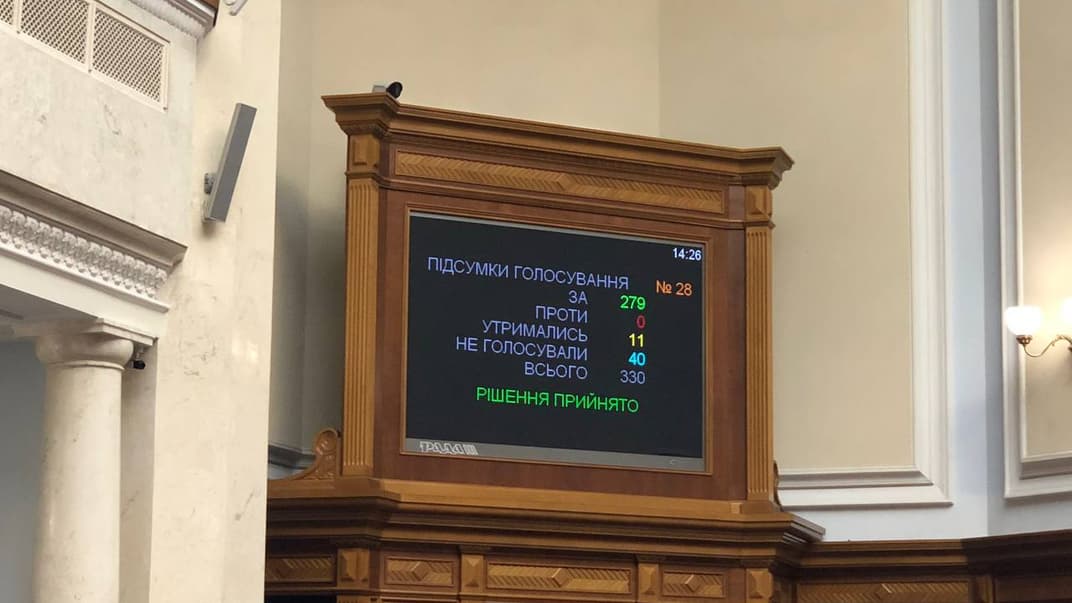 14:26
ПІДСУМКИ ГОЛОСУВАННЯ № 28
ЗА 279
ПРОТИ 0
УТРИМАЛИСЬ 11
НЕ ГОЛОСУВАЛИ 40
ВСЬОГО 330
РІШЕННЯ ПРИЙНЯТО